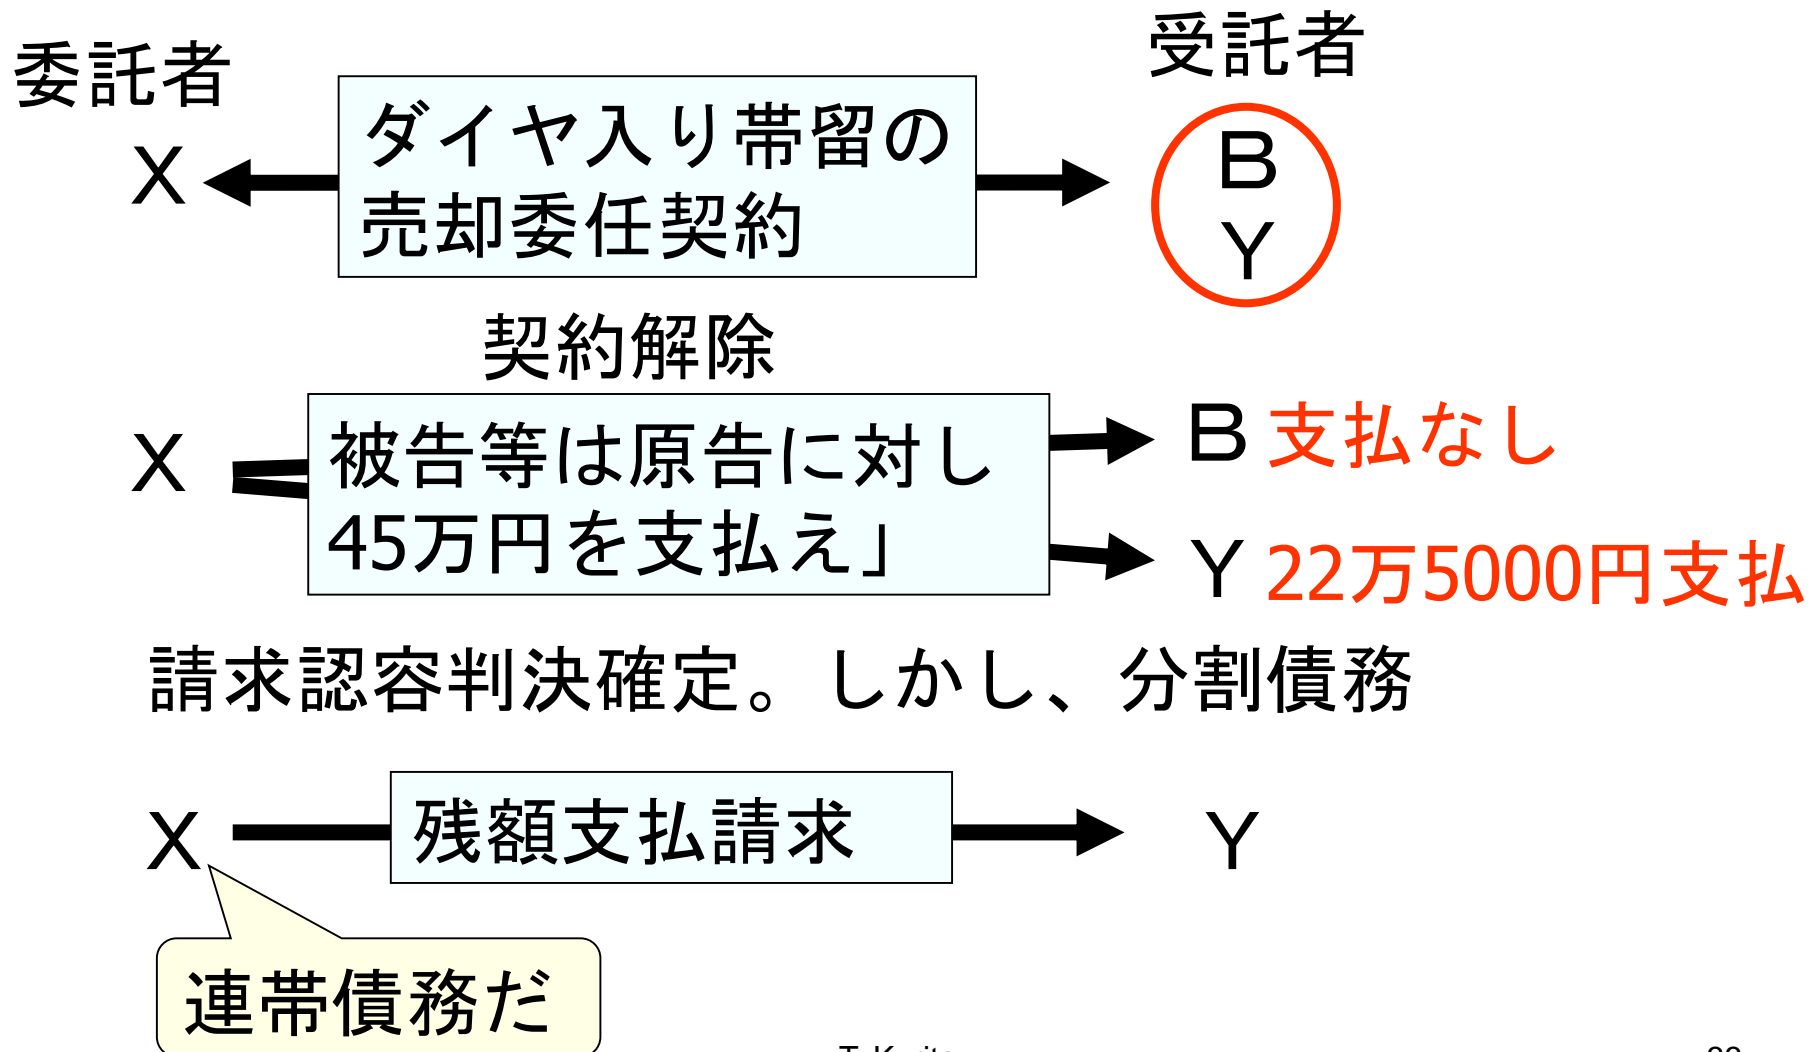 委託者
受託者
X
ダイヤ入り帯留の
売却委任契約
B
Y
契約解除
X
被告等は原告に対し
45万円を支払え」
B 支払なし
Y 22万5000円支払
請求認容判決確定。しかし、分割債務
X
残額支払請求
Y
連帯債務だ